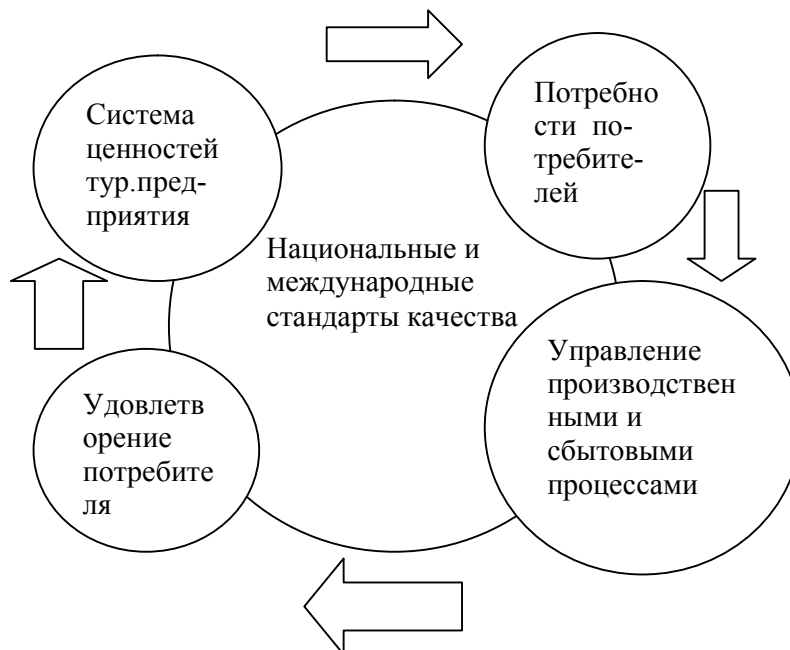 Система
ценностей
тур.пред-
приятия
Потребно
сти по-
требите-
лей
Национальные и
международные
стандарты качества
Управление
производствен
ными и
сбытовыми
процессами
Удовлетв
орение
потребите
ля